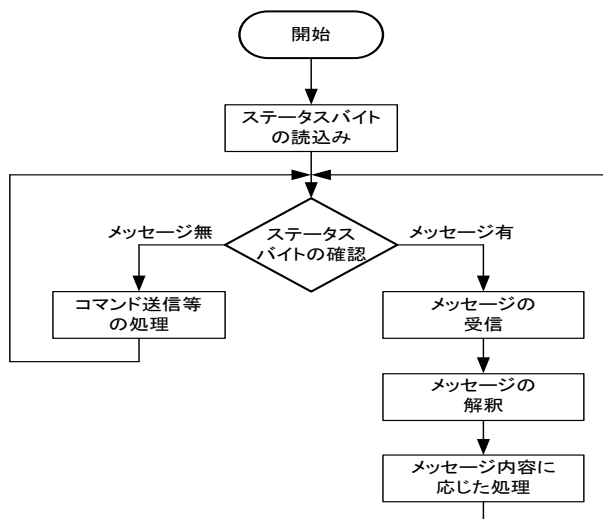 開始
ステータスバイト
の読込み
ステータス
バイトの確認
メッセージ無
メッセージ有
コマンド送信等
の処理
メッセージの
受信
メッセージの
解釈
メッセージ内容に
応じた処理